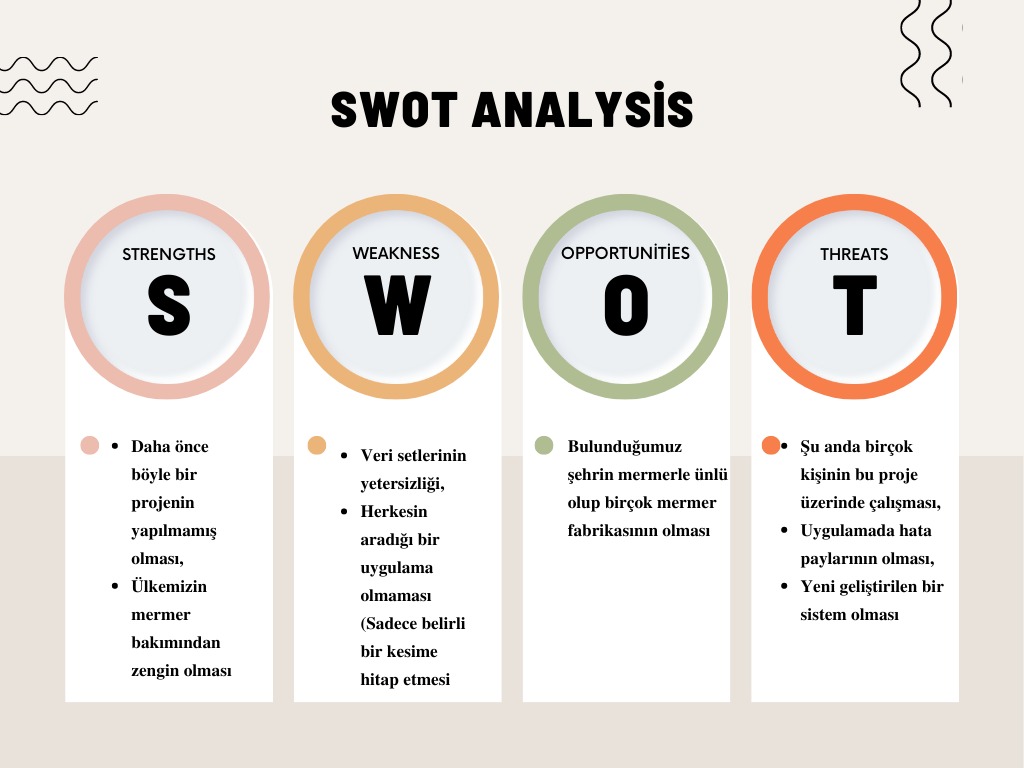 SWOT ANALYSİS
STRENGTHS
S
• Daha önce
böyle bir
projenin
yapılmamış
olması,
• Ülkemizin
mermer
bakımından
zengin olması
WEAKNESS
W
• Veri setlerinin
yetersizliği,
• Herkesin
aradığı bir
uygulama
olmaması
(Sadece belirli
bir kesime
hitap etmesi
OPPORTUNİTİES
O
Bulunduğumuz
şehrin mermerle ünlü
olup birçok mermer
fabrikasının olması
THREATS
T
• Şu anda birçok
kişinin bu proje
üzerinde çalışması,
• Uygulamada hata
paylarının olması,
• Yeni geliştirilen bir
sistem olması